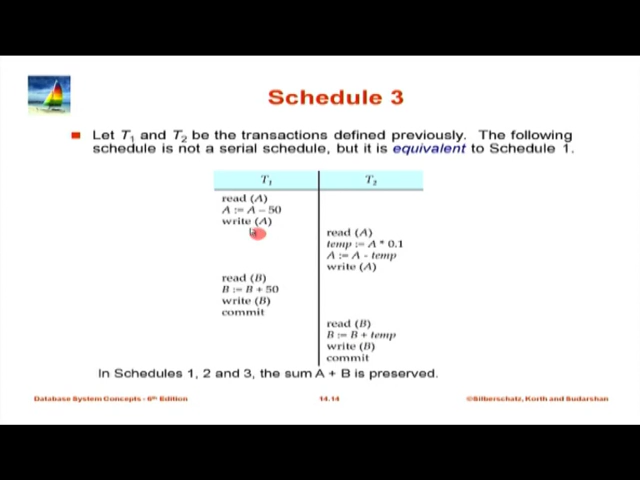 Schedule 3
Let T1 and T2 be the transactions defined previously. The following
schedule is not a serial schedule, but it is equivalent to Schedule 1.
T1 T2
read (A)
A := A – 50
write (A)
read (A)
temp := A * 0.1
A := A - temp
write (A)
read (B)
B := B + 50
write (B)
commit
read (B)
B := B + temp
write (B)
commit
In Schedules 1, 2 and 3, the sum A + B is preserved.
Database System Concepts - 6th Edition 14.14 ©Silberschatz, Korth and Sudarshan